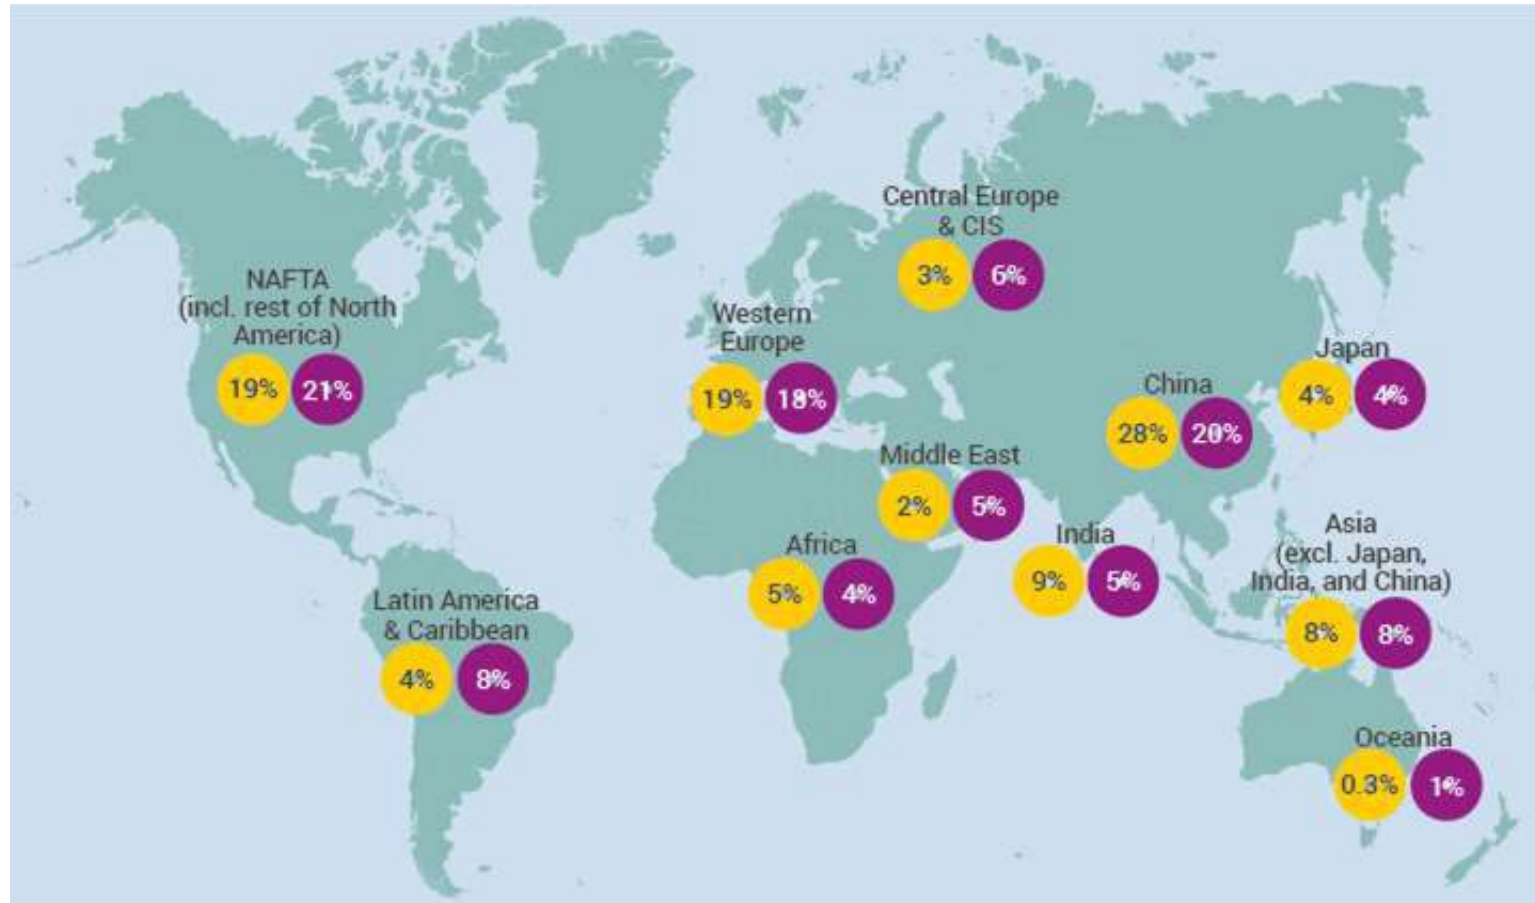 Central Europe
& CIS
3% 6%
NAFTA
(incl. rest of North
America)
19% 21%
Western
Europe
19% 18%
Japan
4% 4%
China
28% 20%
Middle East
2% 5%
India
9% 5%
Africa
5% 4%
Asia
(excl. Japan,
India, and China)
8% 8%
Latin America
& Caribbean
4% 8%
Oceania
0.3% 1%